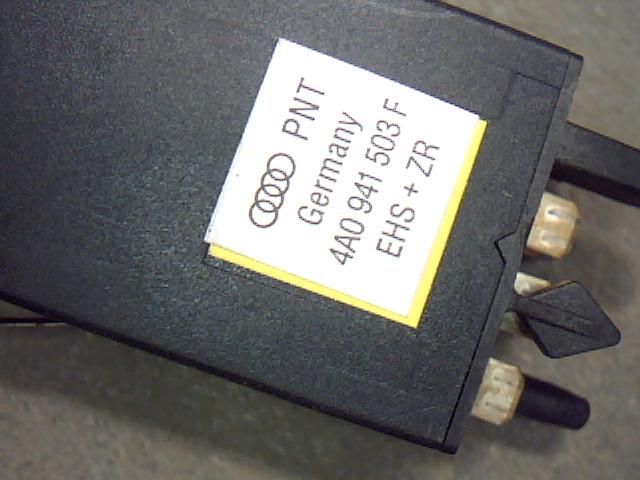 PNT
Germany
4A0 941 503 F
EHS + ZR